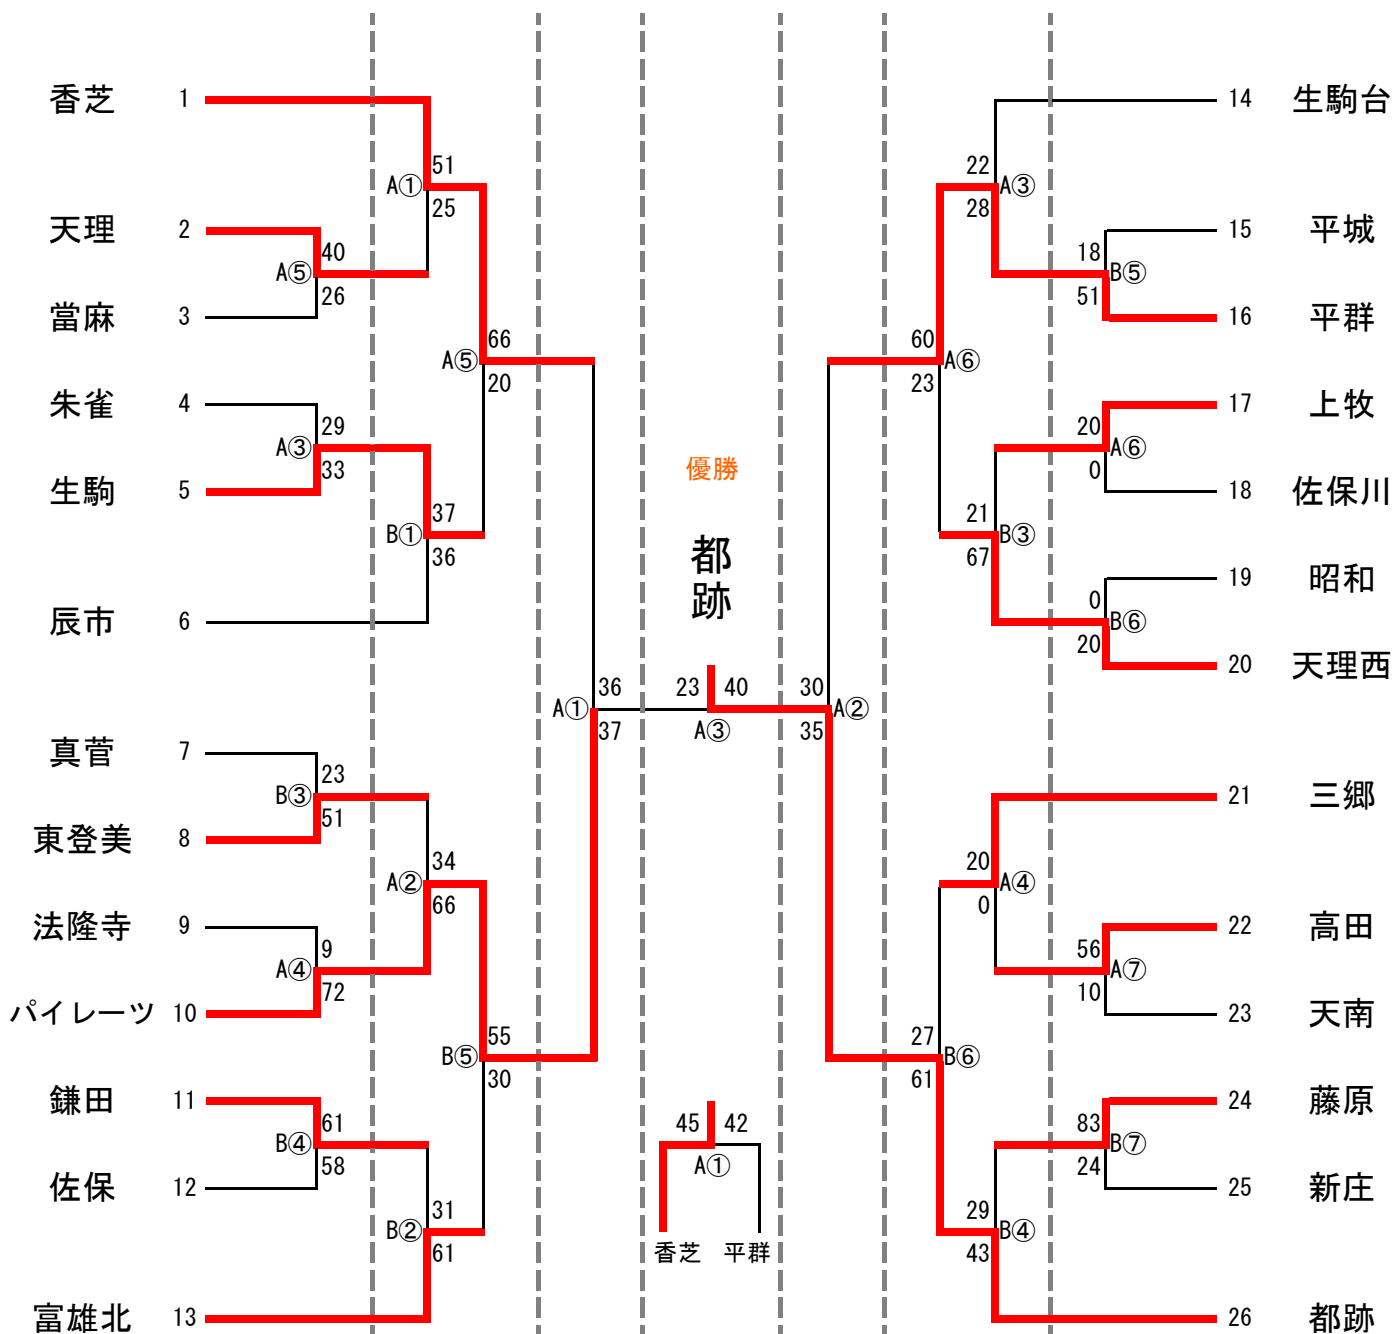 香芝 1
51
A①
25
天理 2
40
A⑤
26
當麻 3
66
A⑤
20
朱雀 4
29
A③
33
生駒 5
37
B①
36
辰市 6
36
A①
37
真菅 7
23
B③
51
東登美 8
34
A②
66
法隆寺 9
9
A④
72
パイレーツ 10
55
B⑤
30
鎌田 11
61
B④
58
佐保 12
31
B②
61
富雄北 13
優勝
都跡
23 40
A③
45 42
A①
香芝 平群
14 生駒台
22
A③
28
15 平城
18
B⑤
51
16 平群
60
A⑥
23
17 上牧
20
A⑥
0
18 佐保川
21
B③
67
19 昭和
0
B⑥
20
20 天理西
30
A②
35
21 三郷
20
A④
0
22 高田
56
A⑦
10
23 天南
27
B⑥
61
24 藤原
83
B⑦
24
25 新庄
29
B④
43
26 都跡